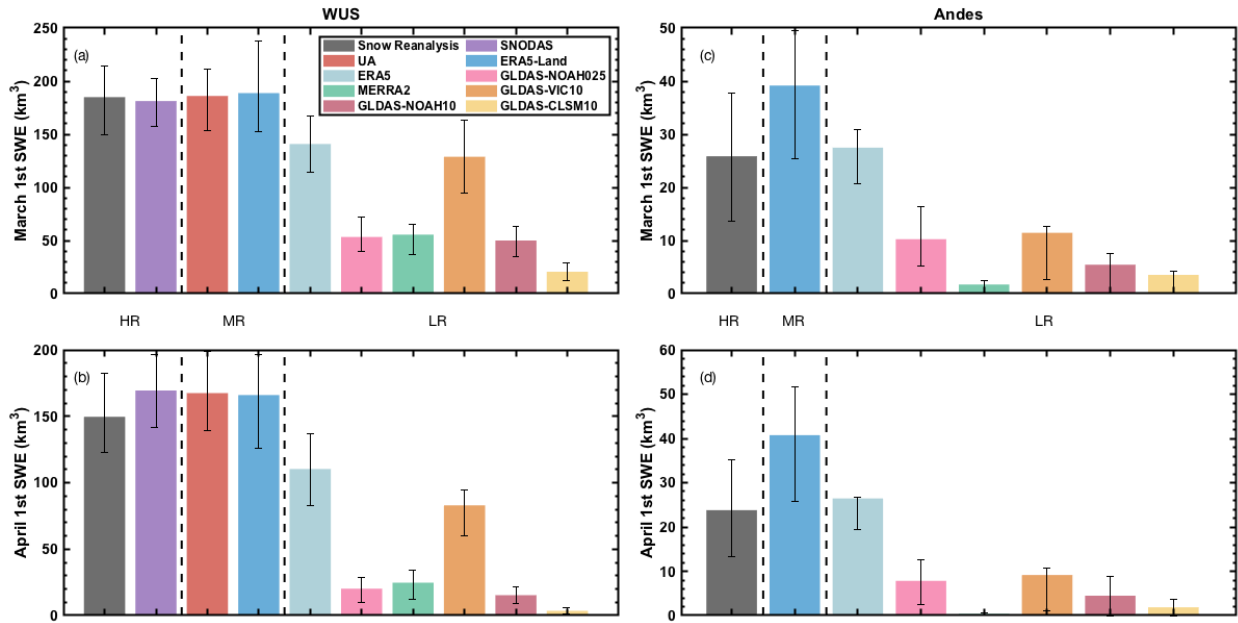 WUS
Andes
250
200
150
100
50
0
March 1st SWE (km³)
(a)
Snow Reanalysis
UA
ERA5
MERRA2
GLDAS-NOAH10
SNODAS
ERA5-Land
GLDAS-NOAH025
GLDAS-VIC10
GLDAS-CLSM10
50
40
30
20
10
0
March 1st SWE (km³)
(c)
HR
MR
LR
HR
MR
LR
200
150
100
50
0
April 1st SWE (km³)
(b)
60
50
40
30
20
10
0
April 1st SWE (km³)
(d)